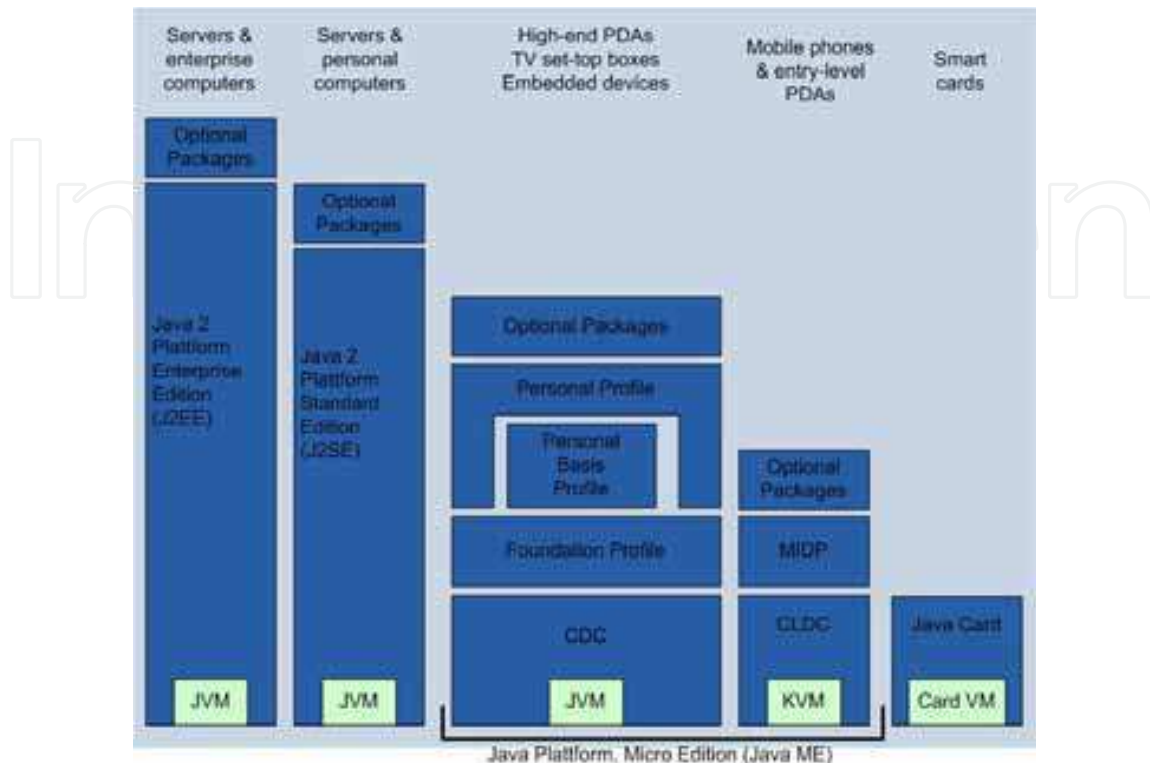 Servers &
enterprise
computers
Servers &
personal
computers
High-end PDAs
TV set-top boxes
Embedded devices
Mobile phones
& entry-level
PDAs
Smart
cards
Optional
Packages
Java 2
Plattform
Enterprise
Edition
(J2EE)
JVM
Optional
Packages
Java 2
Plattform
Standard
Edition
(J2SE)
JVM
Optional Packages
Personal Profile
Personal
Basis
Profile
Foundation Profile
CDC
JVM
Optional
Packages
MIDP
CLDC
KVM
Java Card
Card VM
Java Plattform, Micro Edition (Java ME)